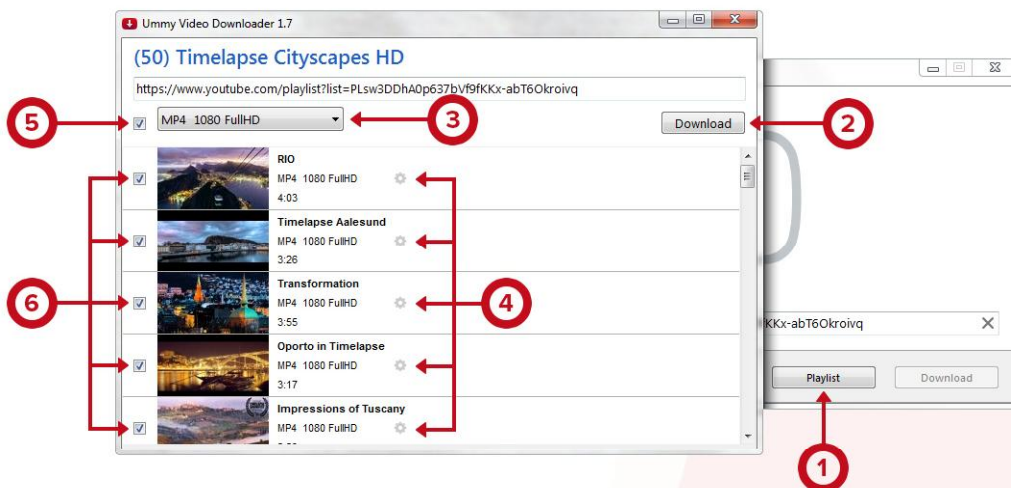 Ummy Video Downloader 1.7
(50) Timelapse Cityscapes HD
https://www.youtube.com/playlist?list=PLsw3DDhA0p637bVf9fKKx-abT6Okroivq
5
MP4 1080 FullHD
3
Download
2
RIO
MP4 1080 FullHD
4:03
Timelapse Aalesund
MP4 1080 FullHD
3:26
6
Transformation
MP4 1080 FullHD
3:55
4
Oporto in Timelapse
MP4 1080 FullHD
3:17
Impressions of Tuscany
MP4 1080 FullHD
KKx-abT6Okroivq
Playlist
Download
1